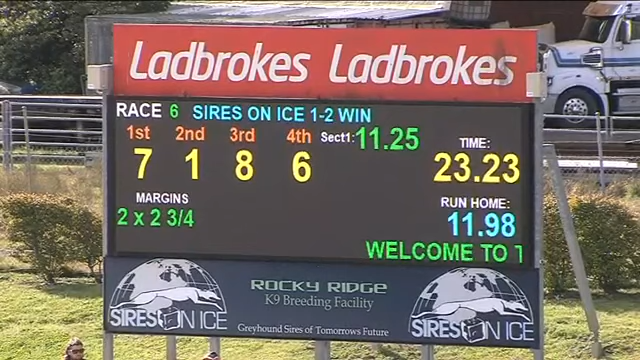 Ladbrokes Ladbrokes
RACE 6 SIRES ON ICE 1-2 WIN
1st 2nd 3rd 4th Sect1: 11.25 TIME:
7 1 8 6 23.23
MARGINS RUN HOME:
2 x 2 3/4 11.98
WELCOME TO T
ROCKY RIDGE
K9 Breeding Facility
SIRES ON ICE SIRES ON ICE
Greyhound Sires of Tomorrows Future